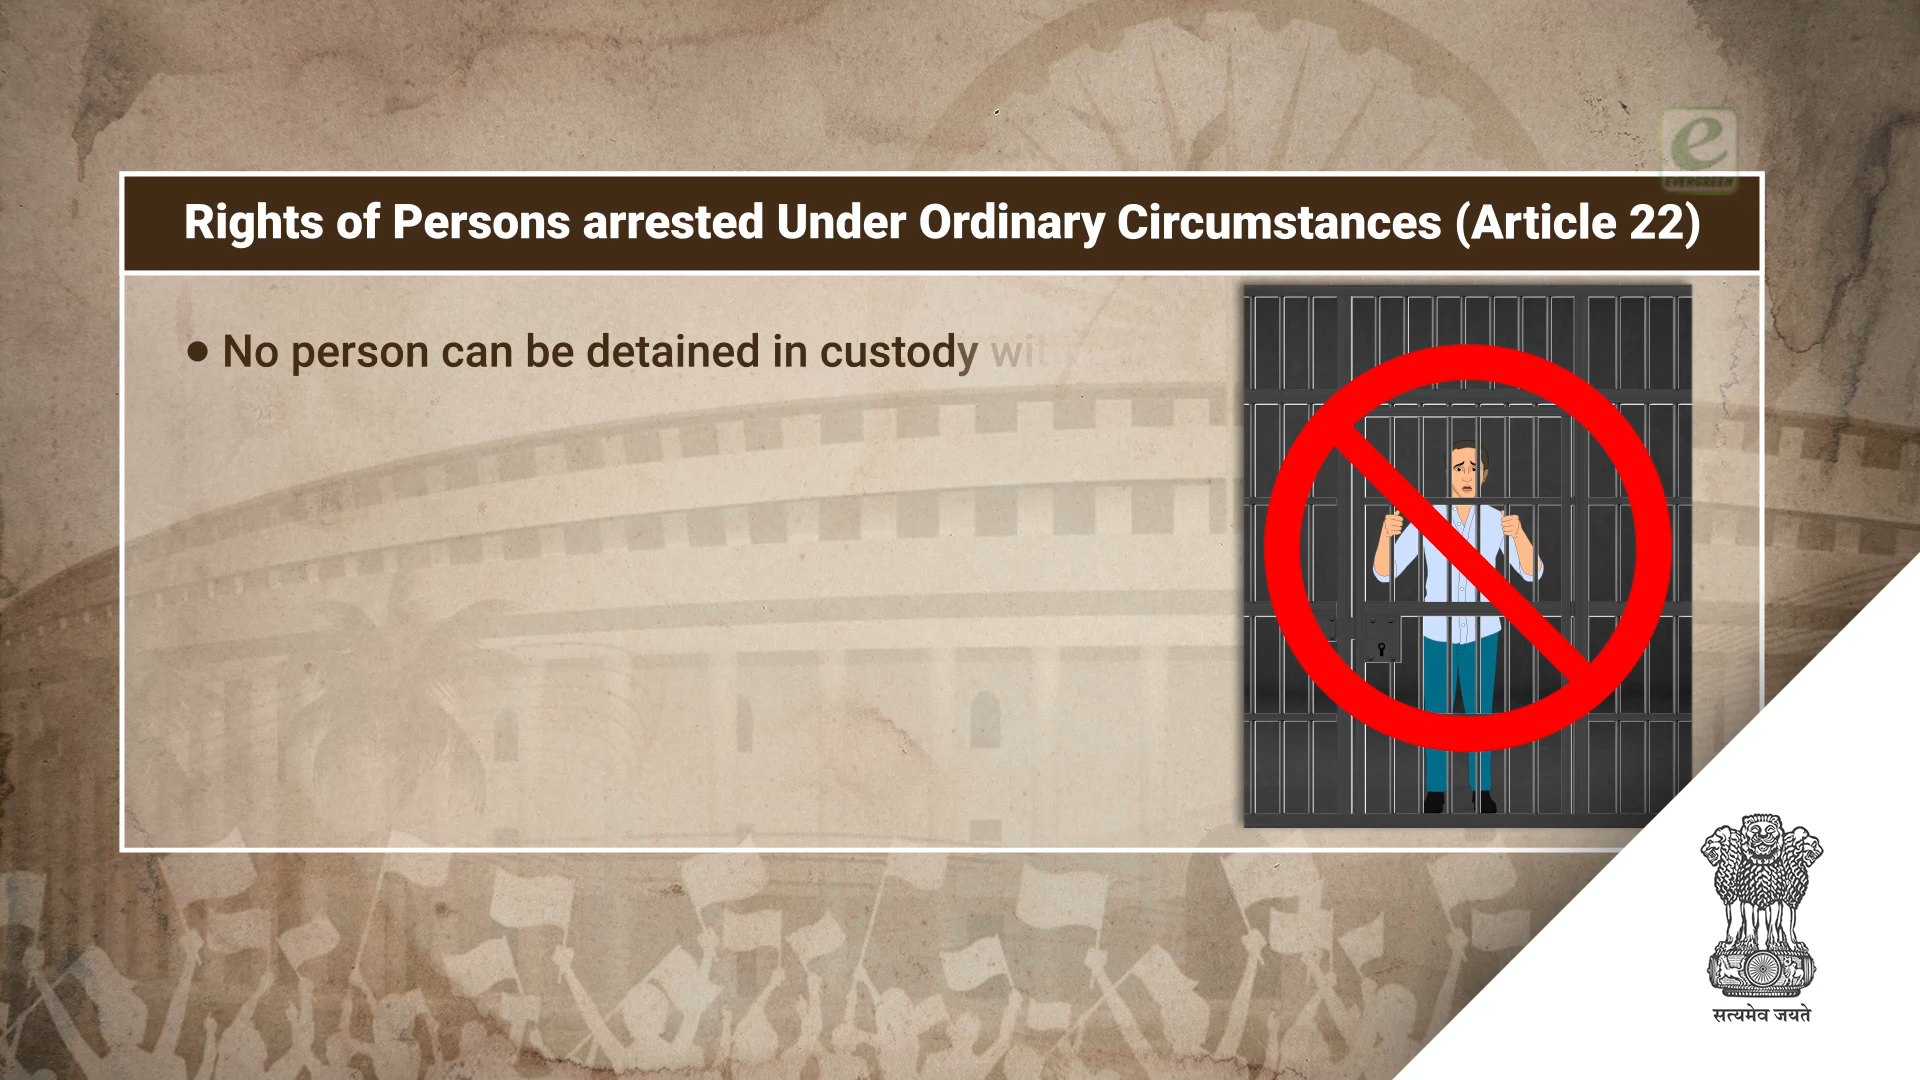 e
EVERGREEN
Rights of Persons arrested Under Ordinary Circumstances (Article 22)
• No person can be detained in custody
सत्यमेव जयते